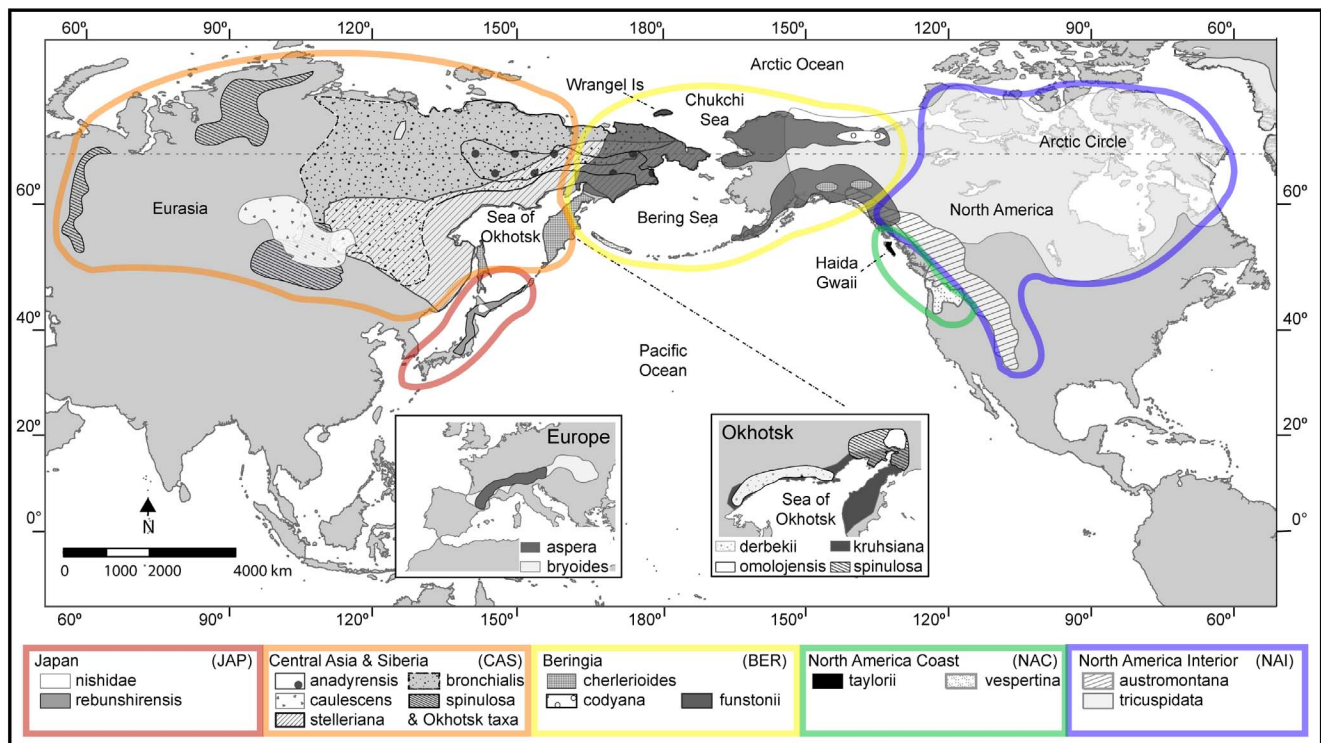 60º 90º 120º 150º 180º 150º 120º 90º 60º
Arctic Ocean
Wrangel Is
Chukchi
Sea
Arctic Circle
60º
Eurasia
Sea of
Okhotsk
Bering Sea
North America
60º
Haida
Gwaii
40º
40º
Pacific
Ocean
20º
20º
Europe
aspera
bryoides
Okhotsk
Sea of
Okhotsk
derbekii
kruhsiana
omolojensis
spinulosa
0º
0º
N
0 1000 2000 4000 km
60º 90º 120º 150º 180º 150º 120º 90º 60º
Japan (JAP)
nishidae
rebunshirensis
Central Asia & Siberia (CAS)
anadyrensis
bronchialis
caulescens
spinulosa
stelleriana
& Okhotsk taxa
Beringia (BER)
cherlerioides
codyana
funstonii
North America Coast (NAC)
taylorii
vespertina
North America Interior (NAI)
austromontana
tricuspidata